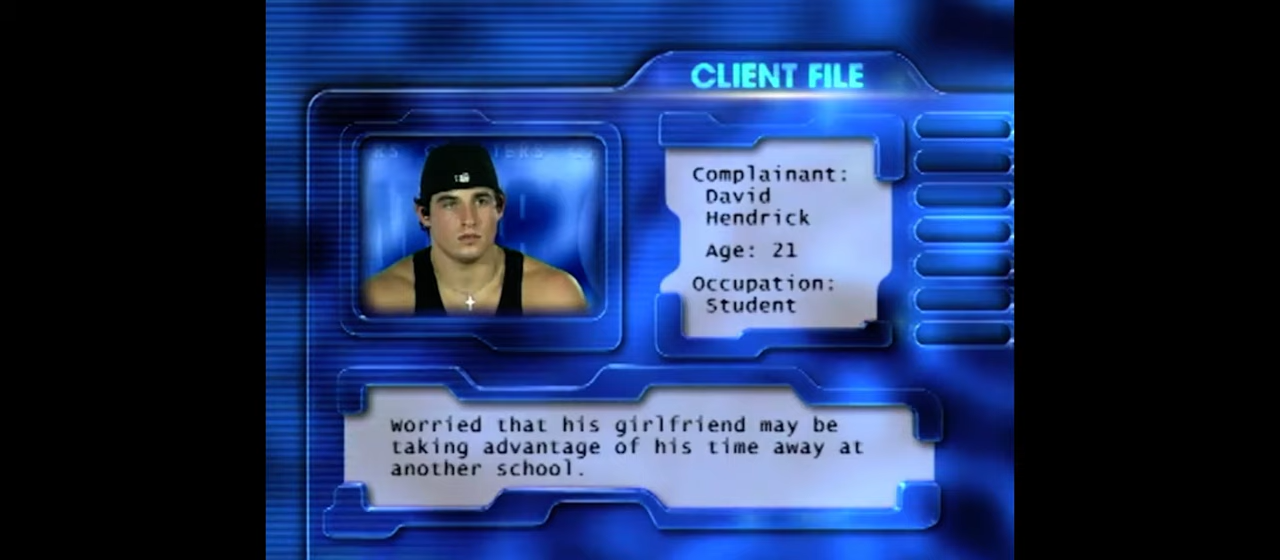 CLIENT FILE
Complainant:
David
Hendrick
Age: 21
Occupation:
Student
Worried that his girlfriend may be
taking advantage of his time away at
another school.